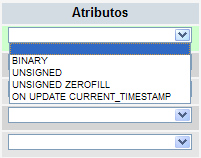 Atributos
BINARY
UNSIGNED
UNSIGNED ZEROFILL
ON UPDATE CURRENT_TIMESTAMP